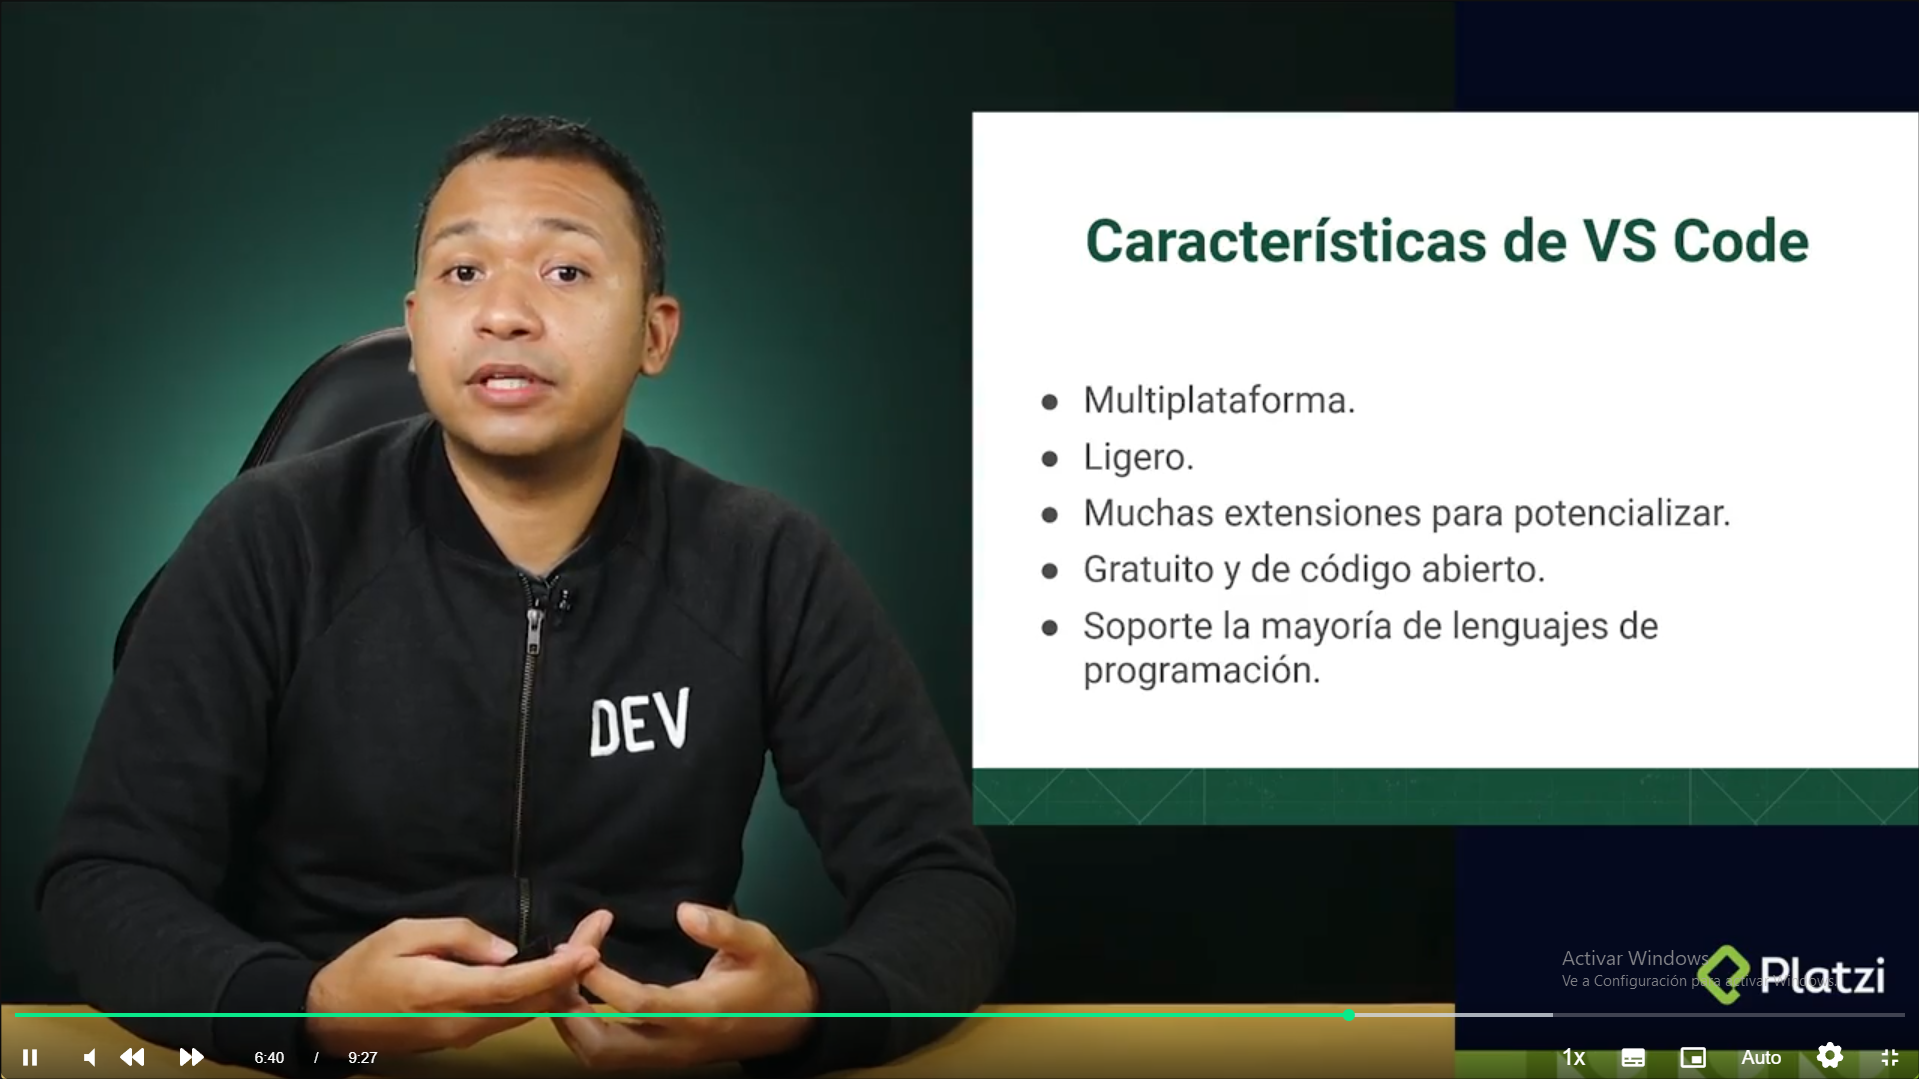 Características de VS Code
● Multiplataforma.
● Ligero.
● Muchas extensiones para potencializar.
● Gratuito y de código abierto.
● Soporte la mayoría de lenguajes de
programación.
DEV
Activar Windows
Ve a Configuración para activar Windows.
Platzi
6:40 / 9:27
1x
Auto